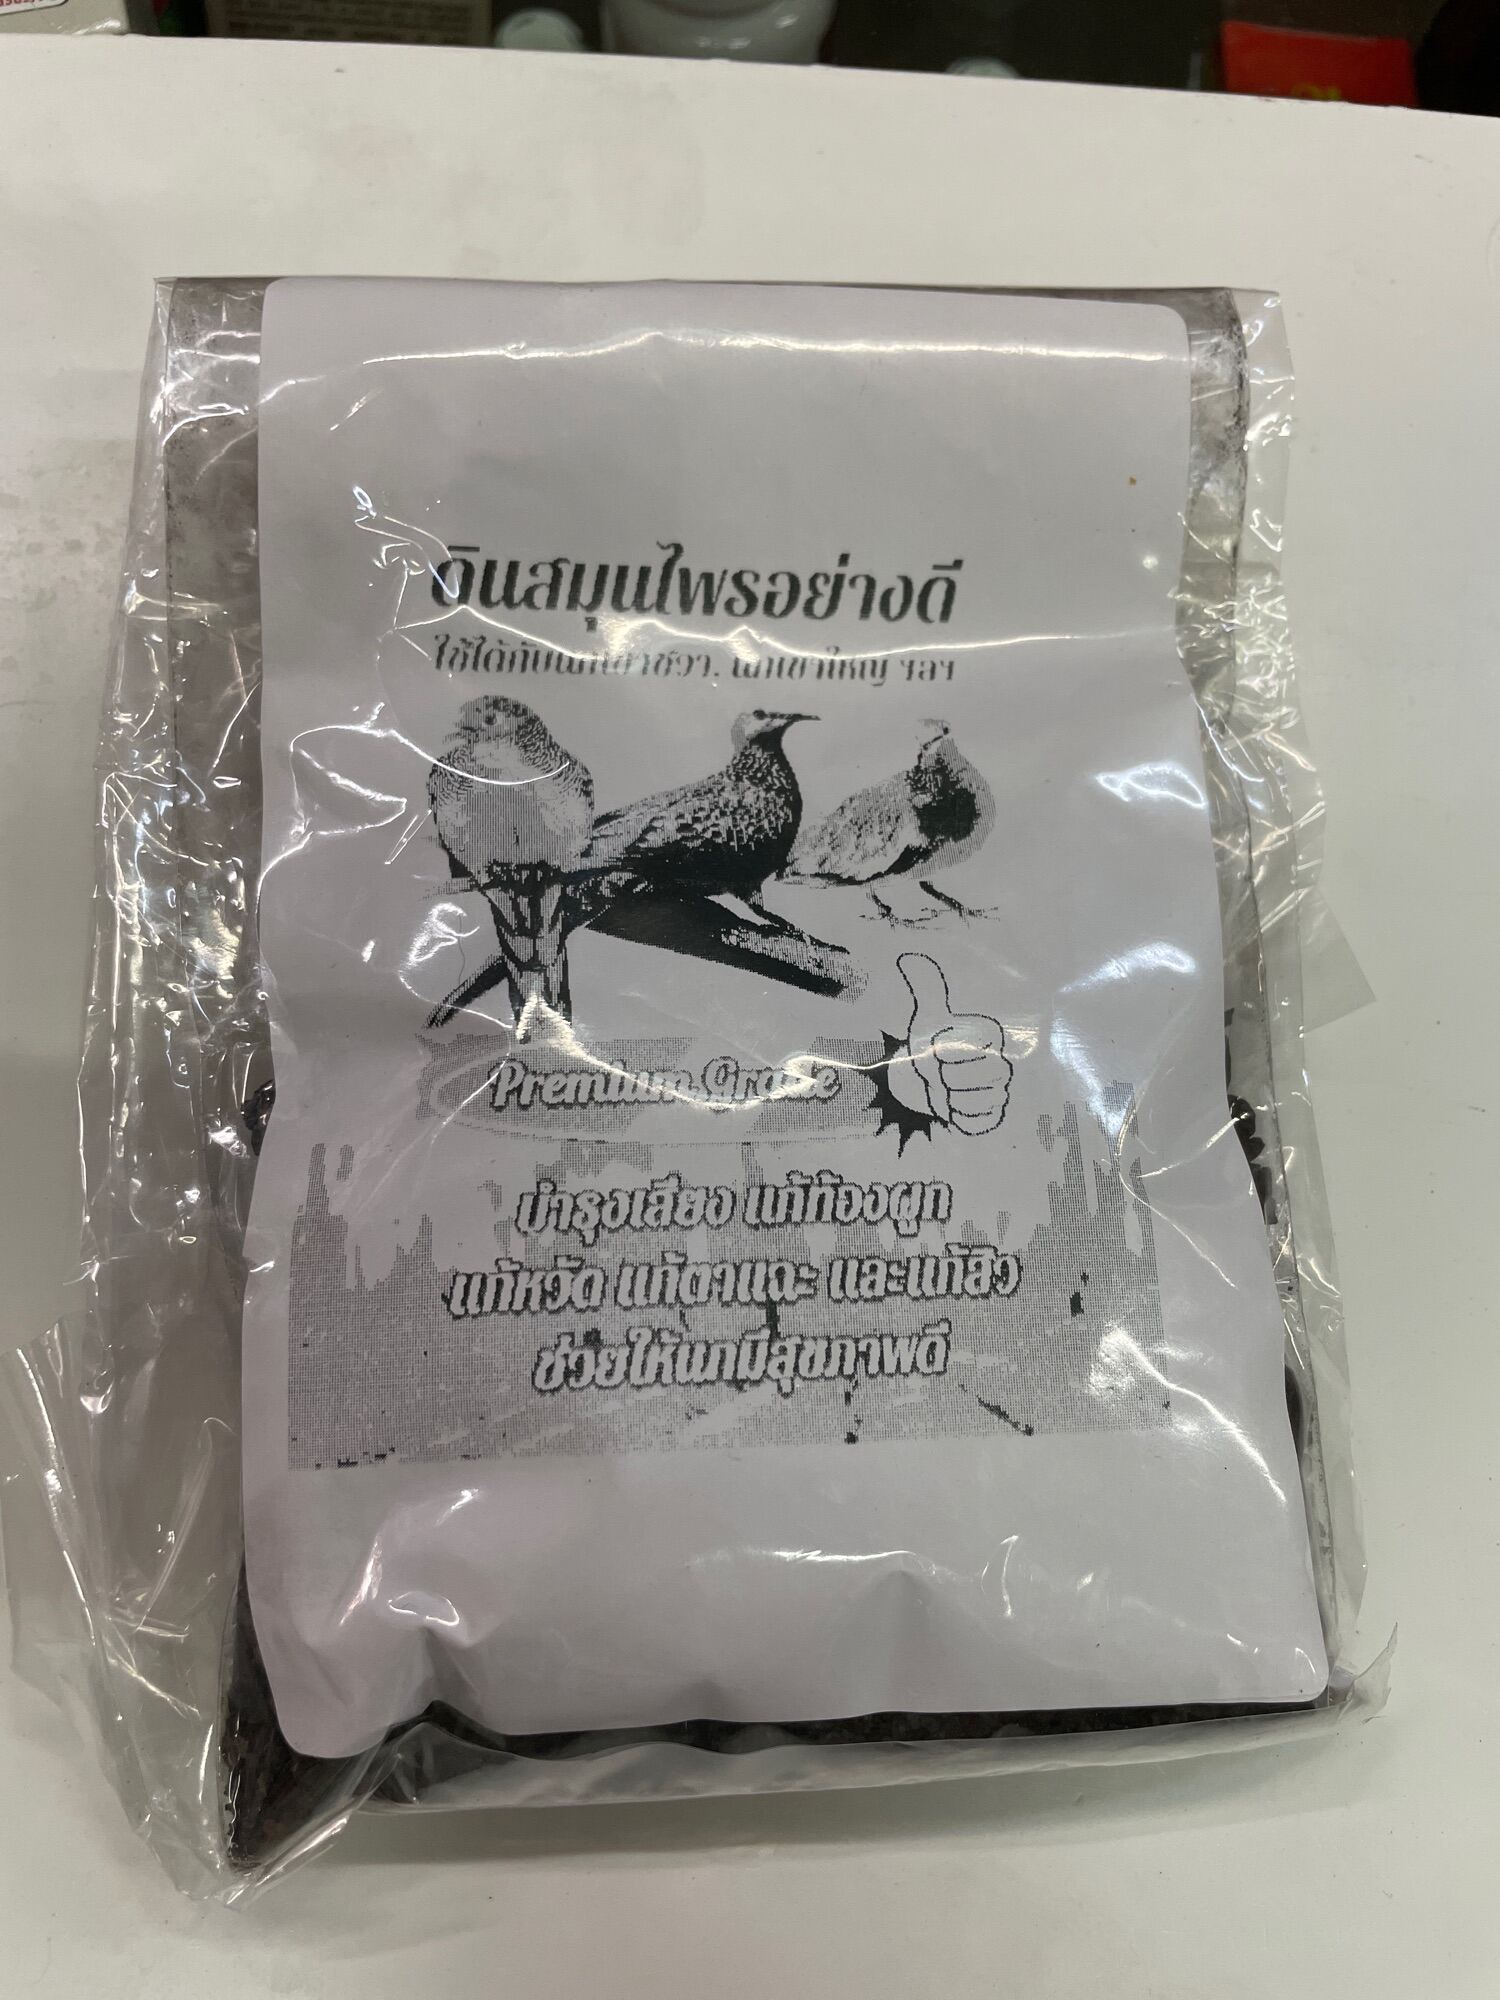 ดินสมุนไพรอย่างดี
ใช้ได้กับนกเขาชวา, นกเขาใหญ่ ฯลฯ
Premium Grade
บำรุงเสียง แก้ท้องผูก
แก้หวัด แก้ตาแฉะ และแก้สิว
ช่วยให้นกมีสุขภาพดี